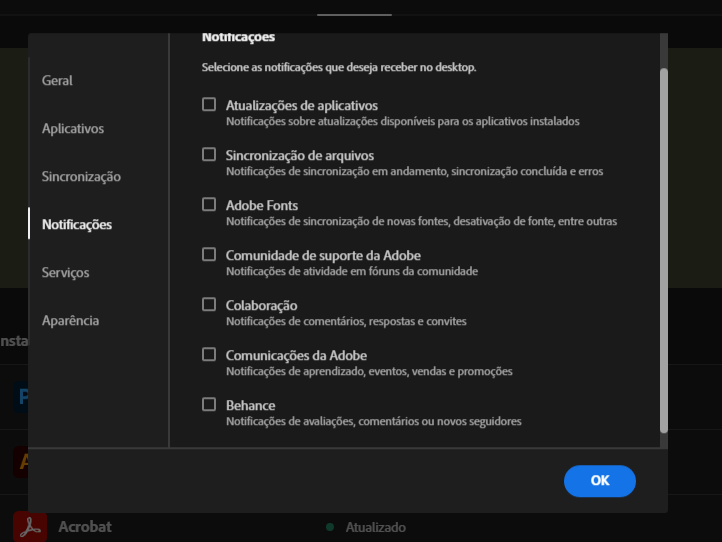 Notificações
Selecione as notificações que deseja receber no desktop.
Geral
Aplicativos
Sincronização
Notificações
Serviços
Aparência
Atualizações de aplicativos
Notificações sobre atualizações disponíveis para os aplicativos instalados
Sincronização de arquivos
Notificações de sincronização em andamento, sincronização concluída e erros
Adobe Fonts
Notificações de sincronização de novas fontes, desativação de fonte, entre outras
Comunidade de suporte da Adobe
Notificações de atividade em fóruns da comunidade
Colaboração
Notificações de comentários, respostas e convites
Comunicações da Adobe
Notificações de aprendizado, eventos, vendas e promoções
Behance
Notificações de avaliações, comentários ou novos seguidores
OK
nsta
Acrobat
Atualizado